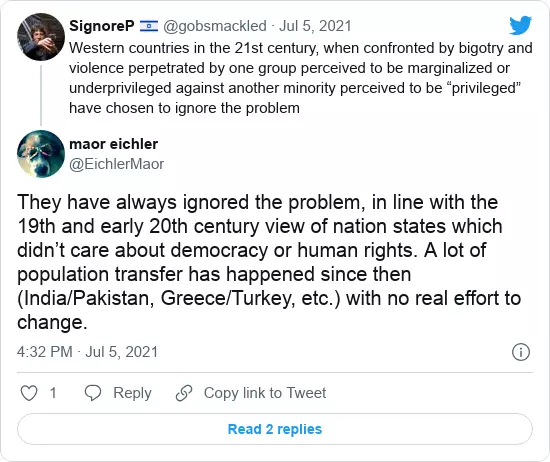 SignoreP 🇮🇱 @gobsmackled · Jul 5, 2021
Western countries in the 21st century, when confronted by bigotry and
violence perpetrated by one group perceived to be marginalized or
underprivileged against another minority perceived to be “privileged”
have chosen to ignore the problem
maor eichler
@EichlerMaor
They have always ignored the problem, in line with the
19th and early 20th century view of nation states which
didn’t care about democracy or human rights. A lot of
population transfer has happened since then
(India/Pakistan, Greece/Turkey, etc.) with no real effort to
change.
4:32 PM · Jul 5, 2021
1 Reply Copy link to Tweet
Read 2 replies